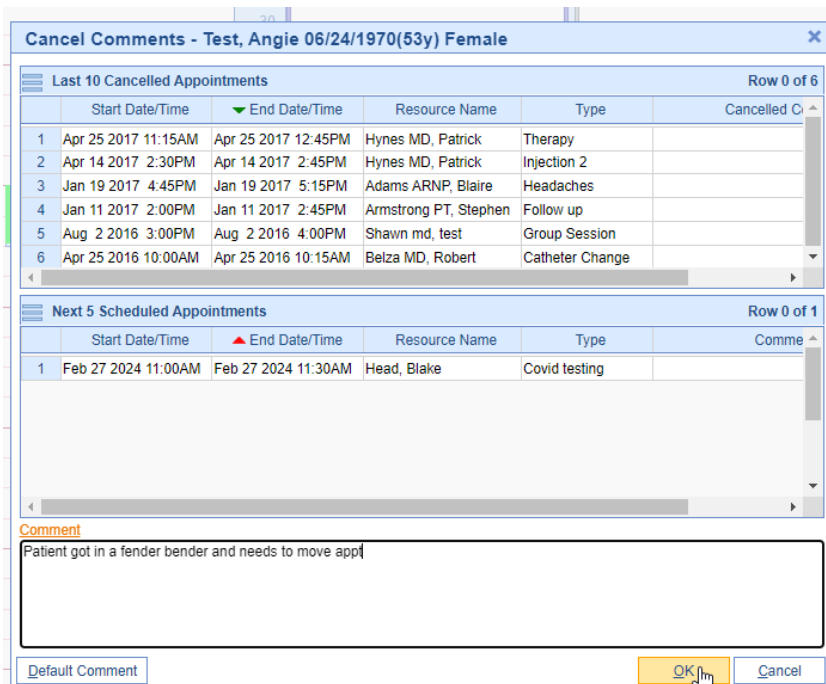 30
Cancel Comments - Test, Angie 06/24/1970(53y) Female
Last 10 Cancelled Appointments Row 0 of 6
Start Date/Time End Date/Time Resource Name Type Cancelled
1 Apr 25 2017 11:15AM Apr 25 2017 12:45PM Hynes MD, Patrick Therapy
2 Apr 14 2017 2:30PM Apr 14 2017 2:45PM Hynes MD, Patrick Injection 2
3 Jan 19 2017 4:45PM Jan 19 2017 5:15PM Adams ARNP, Blaire Headaches
4 Jan 11 2017 2:00PM Jan 11 2017 2:45PM Armstrong PT, Stephen Follow up
5 Aug 2 2016 3:00PM Aug 2 2016 4:00PM Shawn md, test Group Session
6 Apr 25 2016 10:00AM Apr 25 2016 10:15AM Belza MD, Robert Catheter Change
Next 5 Scheduled Appointments Row 0 of 1
Start Date/Time End Date/Time Resource Name Type Comme
1 Feb 27 2024 11:00AM Feb 27 2024 11:30AM Head, Blake Covid testing
Comment
Patient got in a fender bender and needs to move appt
Default Comment OK Cancel